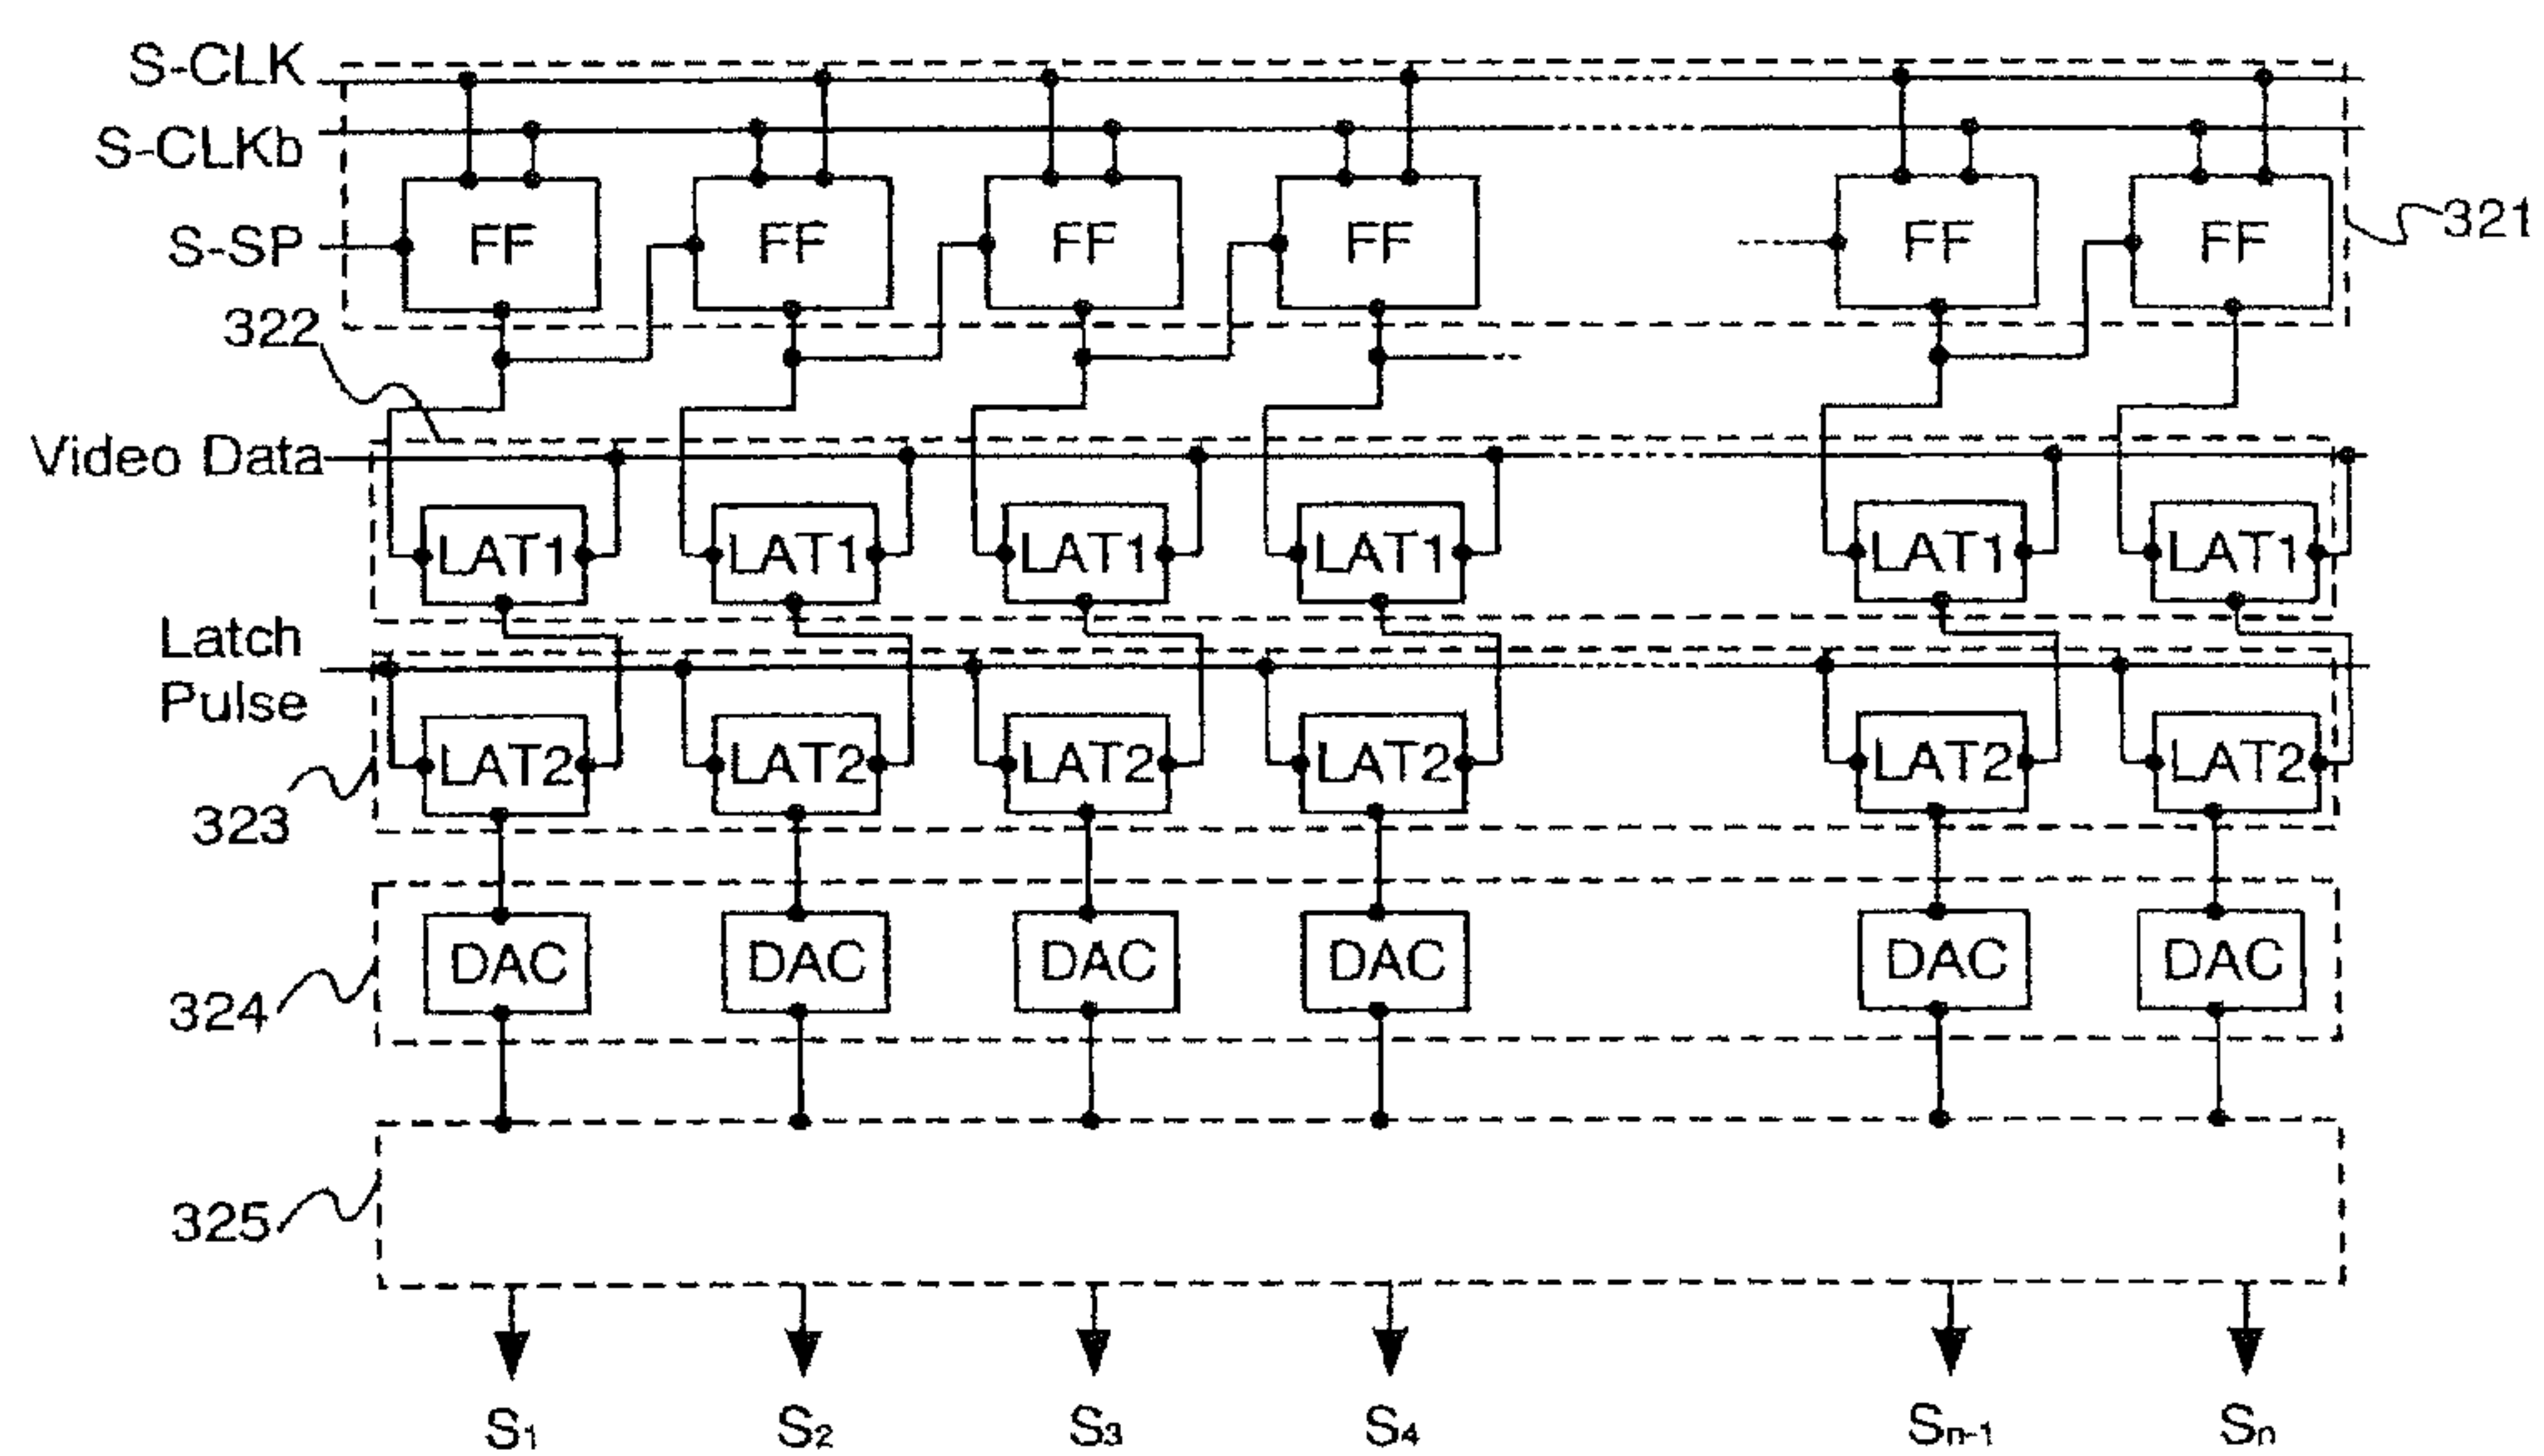 S-CLK
S-CLKb
S-SP
FF FF FF FF FF FF
321
322
Video Data
LAT1 LAT1 LAT1 LAT1 LAT1 LAT1
Latch
Pulse
LAT2 LAT2 LAT2 LAT2 LAT2 LAT2
323
DAC DAC DAC DAC DAC DAC
324
325
S1 S2 S3 S4 Sn-1 Sn